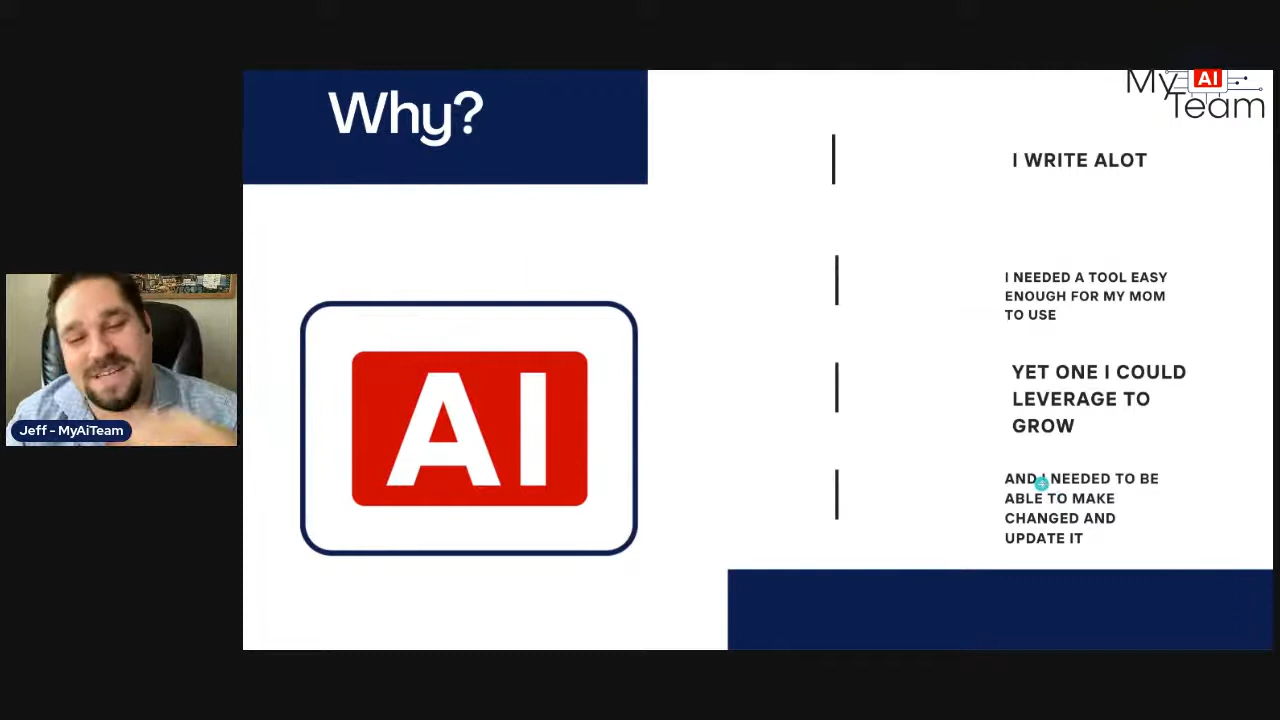 Why?
My AI
Team
I WRITE ALOT
I NEEDED A TOOL EASY
ENOUGH FOR MY MOM
TO USE
YET ONE I COULD
LEVERAGE TO
GROW
AND I NEEDED TO BE
ABLE TO MAKE
CHANGED AND
UPDATE IT
AI
Jeff - MyAiTeam